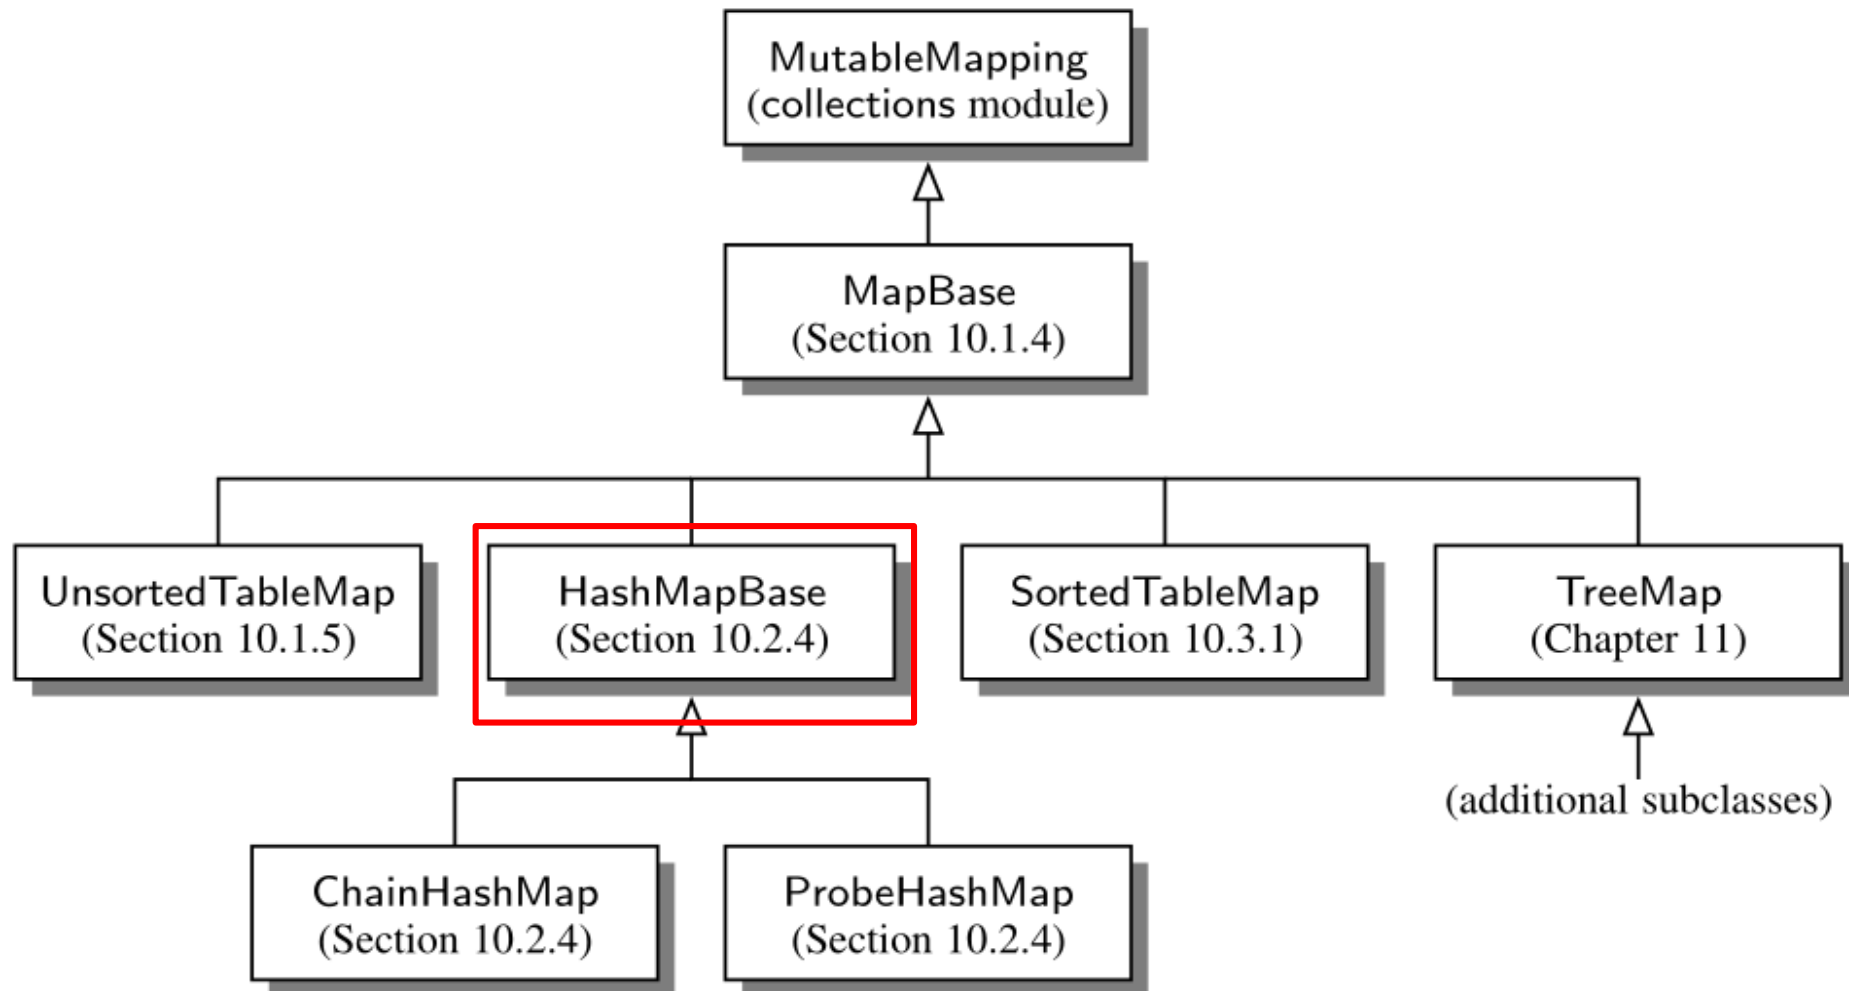 MutableMapping
(collections module)
MapBase
(Section 10.1.4)
UnsortedTableMap
(Section 10.1.5)
HashMapBase
(Section 10.2.4)
SortedTableMap
(Section 10.3.1)
TreeMap
(Chapter 11)
(additional subclasses)
ChainHashMap
(Section 10.2.4)
ProbeHashMap
(Section 10.2.4)